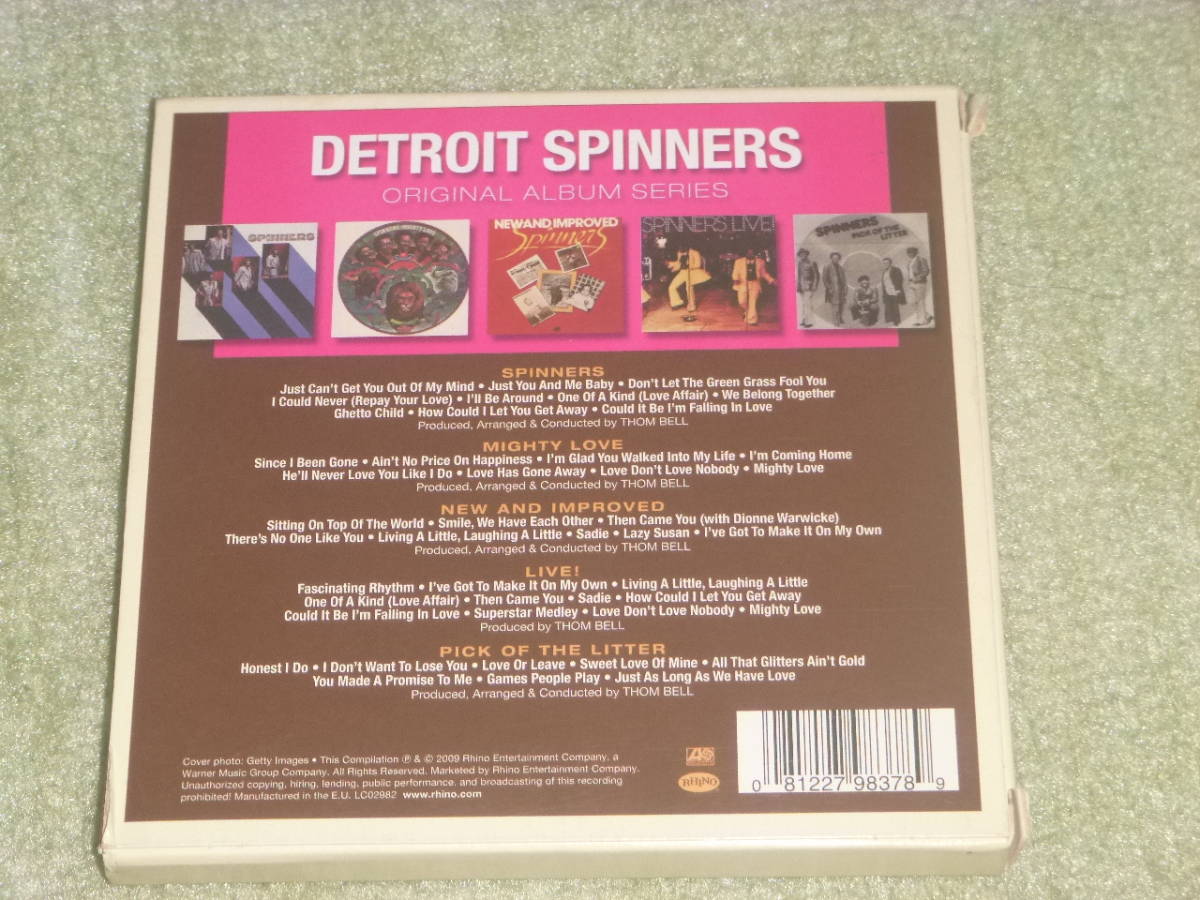 DETROIT SPINNERS
ORIGINAL ALBUM SERIES
SPINNERS
NEW AND IMPROVED
Spinners
SPINNERS LIVE!
SPINNERS
PICK OF THE
LITTER
SPINNERS
Just Can't Get You Out Of My Mind • Just You And Me Baby • Don't Let The Green Grass Fool You
I Could Never (Repay Your Love) • I'll Be Around • One Of A Kind (Love Affair) • We Belong Together
Ghetto Child • How Could I Let You Get Away • Could It Be I'm Falling In Love
Produced, Arranged & Conducted by THOM BELL
MIGHTY LOVE
Since I Been Gone • Ain't No Price On Happiness • I'm Glad You Walked Into My Life • I'm Coming Home
He'll Never Love You Like I Do • Love Has Gone Away • Love Don't Love Nobody • Mighty Love
Produced, Arranged & Conducted by THOM BELL
NEW AND IMPROVED
Sitting On Top Of The World • Smile, We Have Each Other • Then Came You (with Dionne Warwicke)
There's No One Like You • Living A Little, Laughing A Little • Sadie • Lazy Susan • I've Got To Make It On My Own
Produced, Arranged & Conducted by THOM BELL
LIVE!
Fascinating Rhythm • I've Got To Make It On My Own • Living A Little, Laughing A Little
One Of A Kind (Love Affair) • Then Came You • Sadie • How Could I Let You Get Away
Could It Be I'm Falling In Love • Superstar Medley • Love Don't Love Nobody • Mighty Love
Produced by THOM BELL
PICK OF THE LITTER
Honest I Do • I Don't Want To Lose You • Love Or Leave • Sweet Love Of Mine • All That Glitters Ain't Gold
You Made A Promise To Me • Games People Play • Just As Long As We Have Love
Produced, Arranged & Conducted by THOM BELL
Cover photo: Getty Images • This Compilation ℗ & © 2009 Rhino Entertainment Company, a
Warner Music Group Company. All Rights Reserved. Marketed by Rhino Entertainment Company.
Unauthorized copying, hiring, lending, public performance, and broadcasting of this recording
prohibited! Manufactured in the E.U. LC02982 www.rhino.com
RHINO
0 81227 98378 9